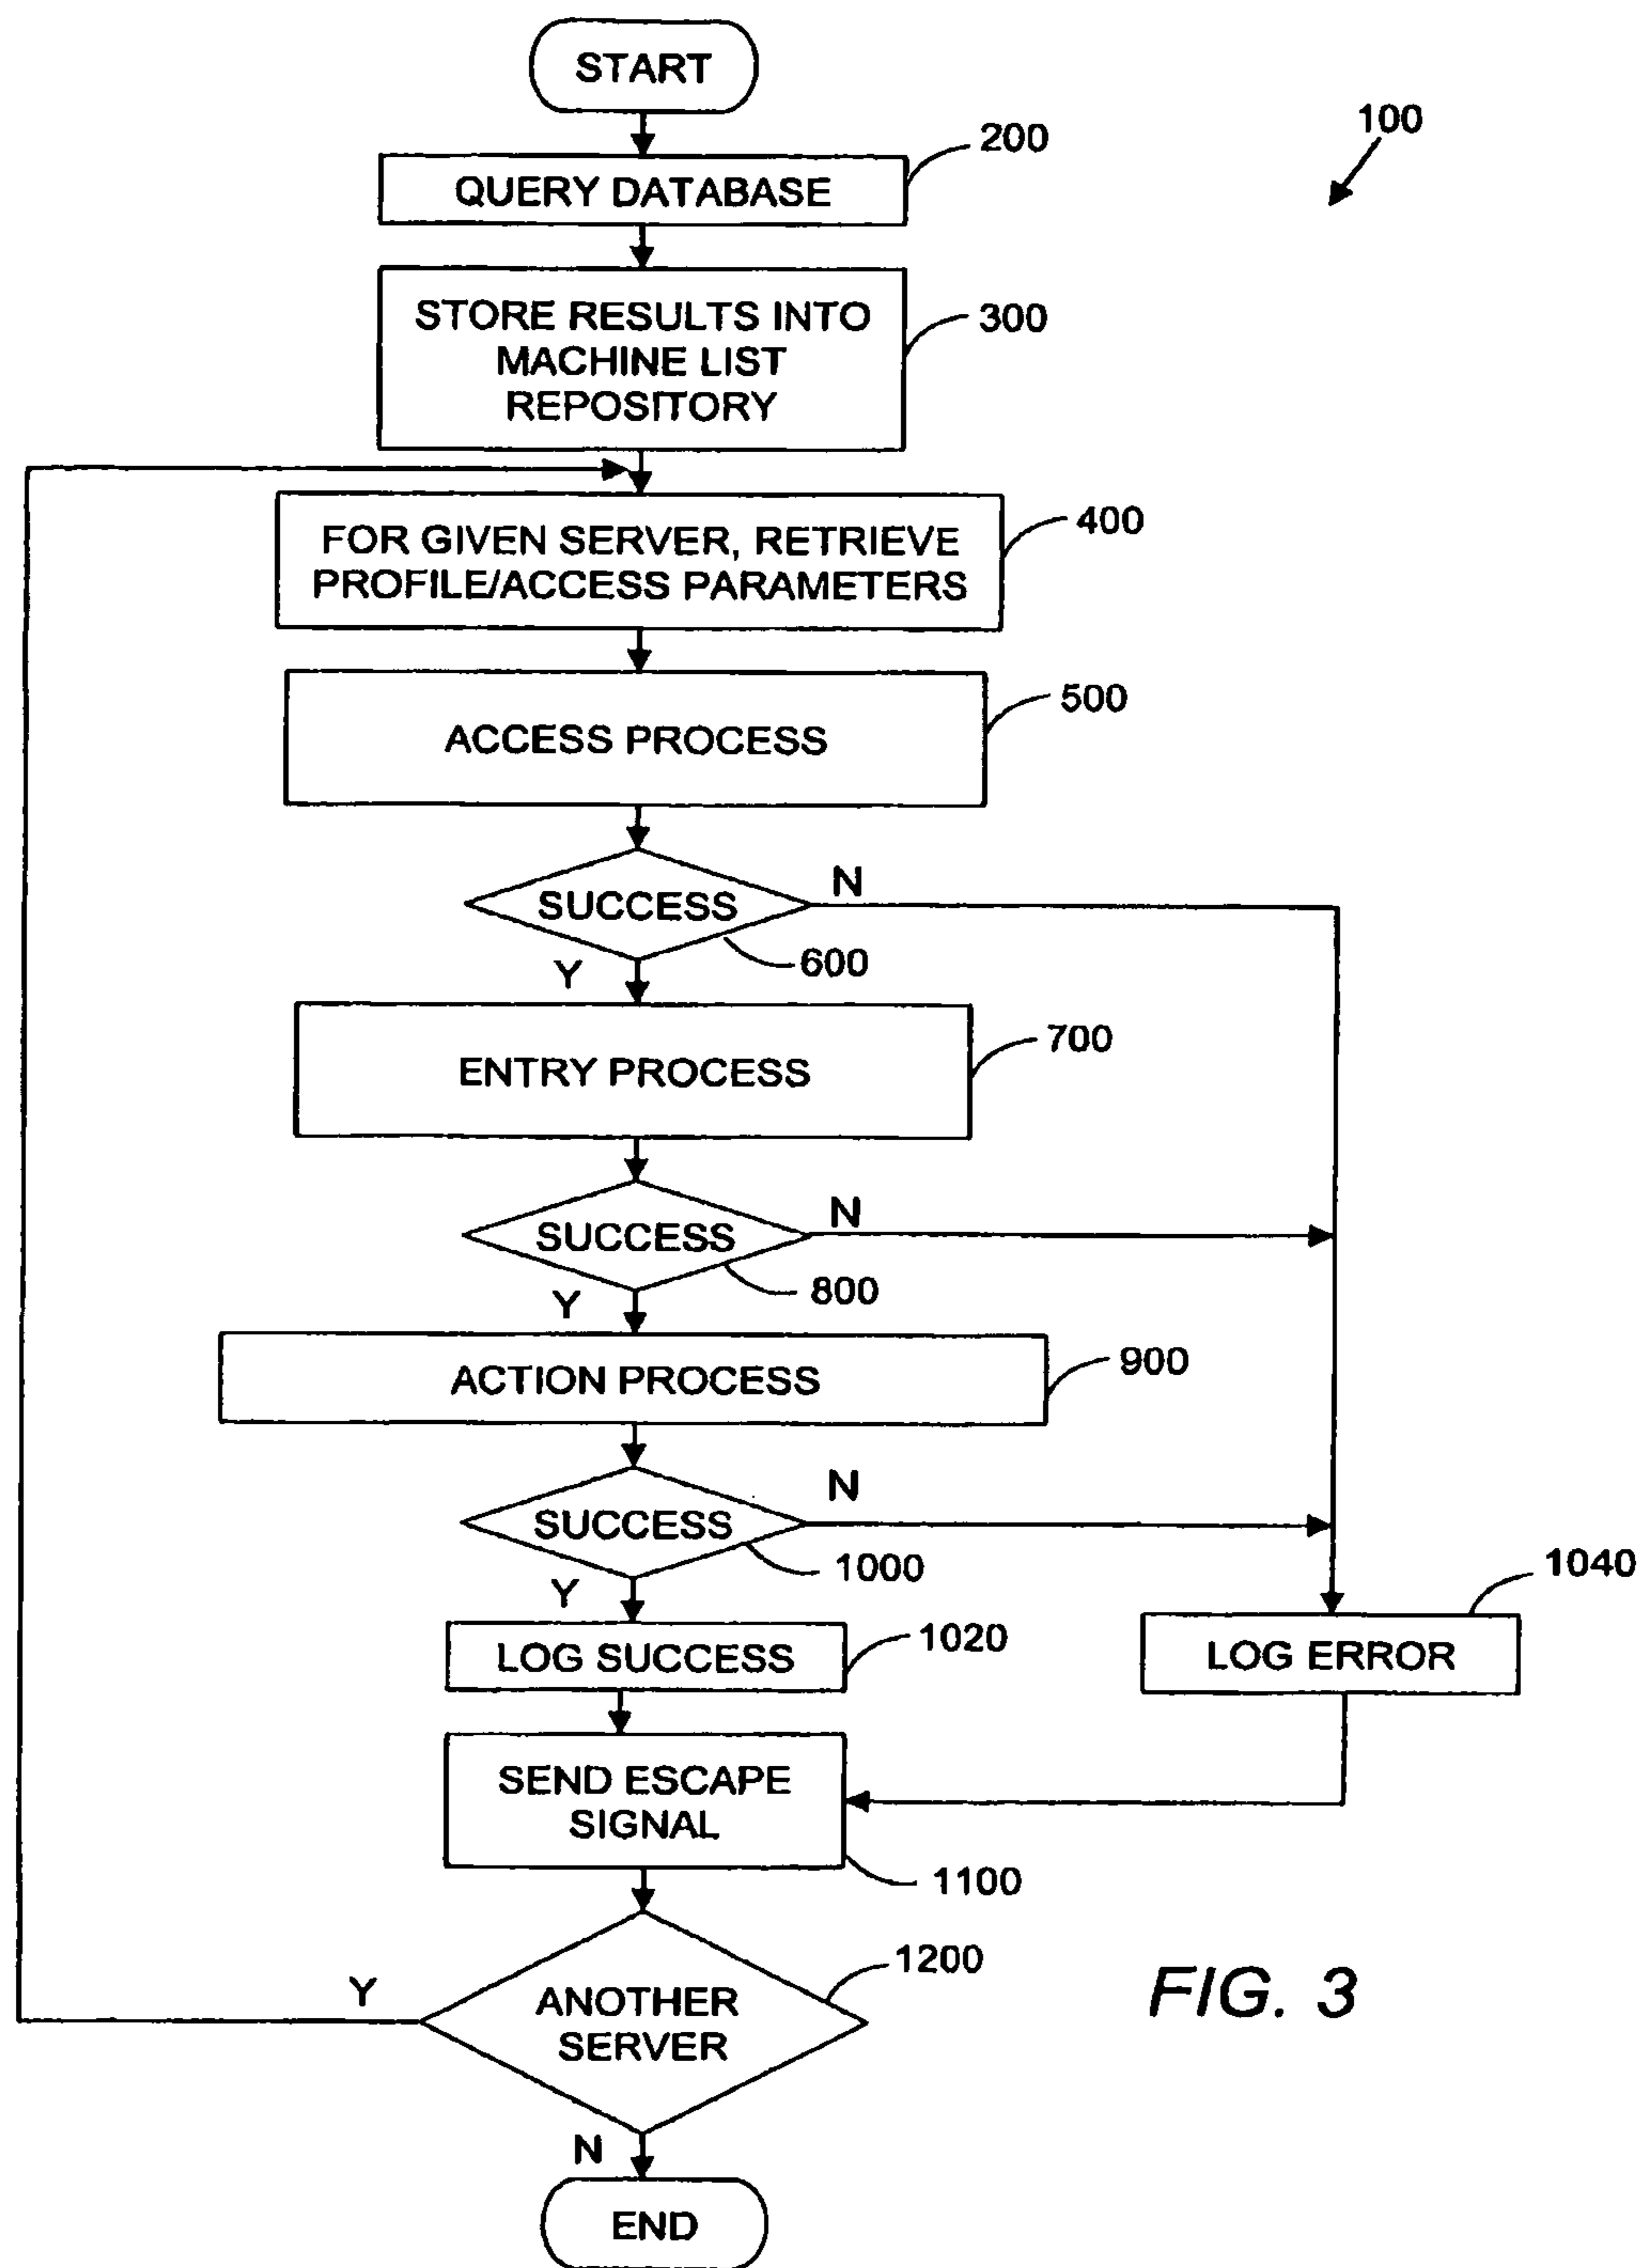 START
100
200
QUERY DATABASE
STORE RESULTS INTO
MACHINE LIST
REPOSITORY
300
FOR GIVEN SERVER, RETRIEVE
PROFILE/ACCESS PARAMETERS
400
ACCESS PROCESS
500
SUCCESS
N
600
Y
ENTRY PROCESS
700
SUCCESS
N
800
Y
ACTION PROCESS
900
SUCCESS
N
1000
Y
LOG SUCCESS
1020
1040
LOG ERROR
SEND ESCAPE
SIGNAL
1100
1200
ANOTHER
SERVER
Y
N
END
FIG. 3